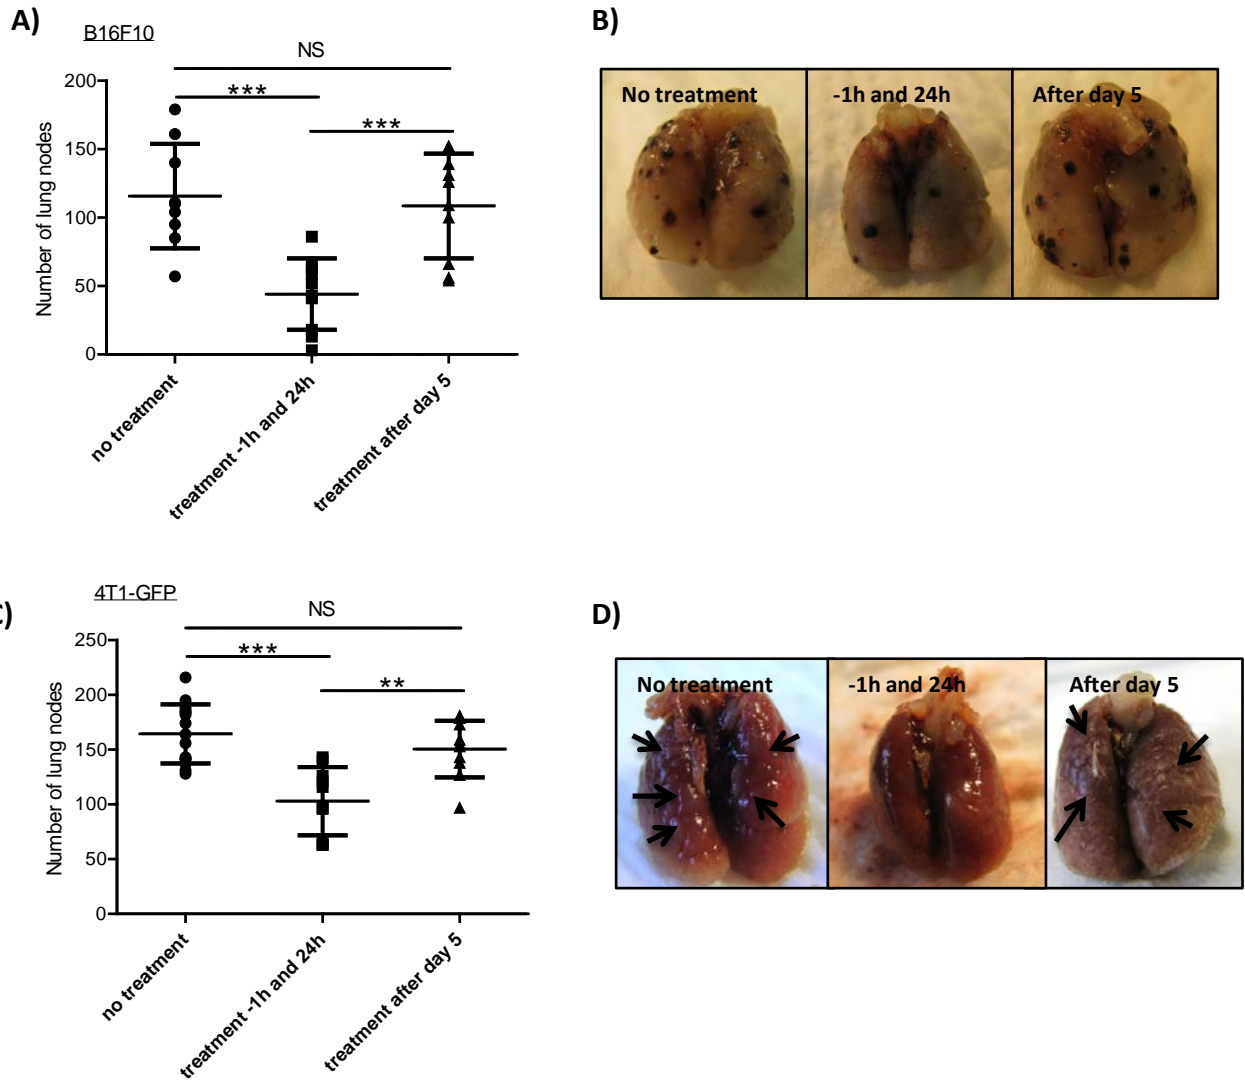 A)
B16F10
NS
***
***
200
150
100
50
0
Number of lung nodes
no treatment
treatment -1h and 24h
treatment after day 5
B)
No treatment
-1h and 24h
After day 5
C)
4T1-GFP
NS
***
**
250
200
150
100
50
0
Number of lung nodes
no treatment
treatment -1h and 24h
treatment after day 5
D)
No treatment
-1h and 24h
After day 5